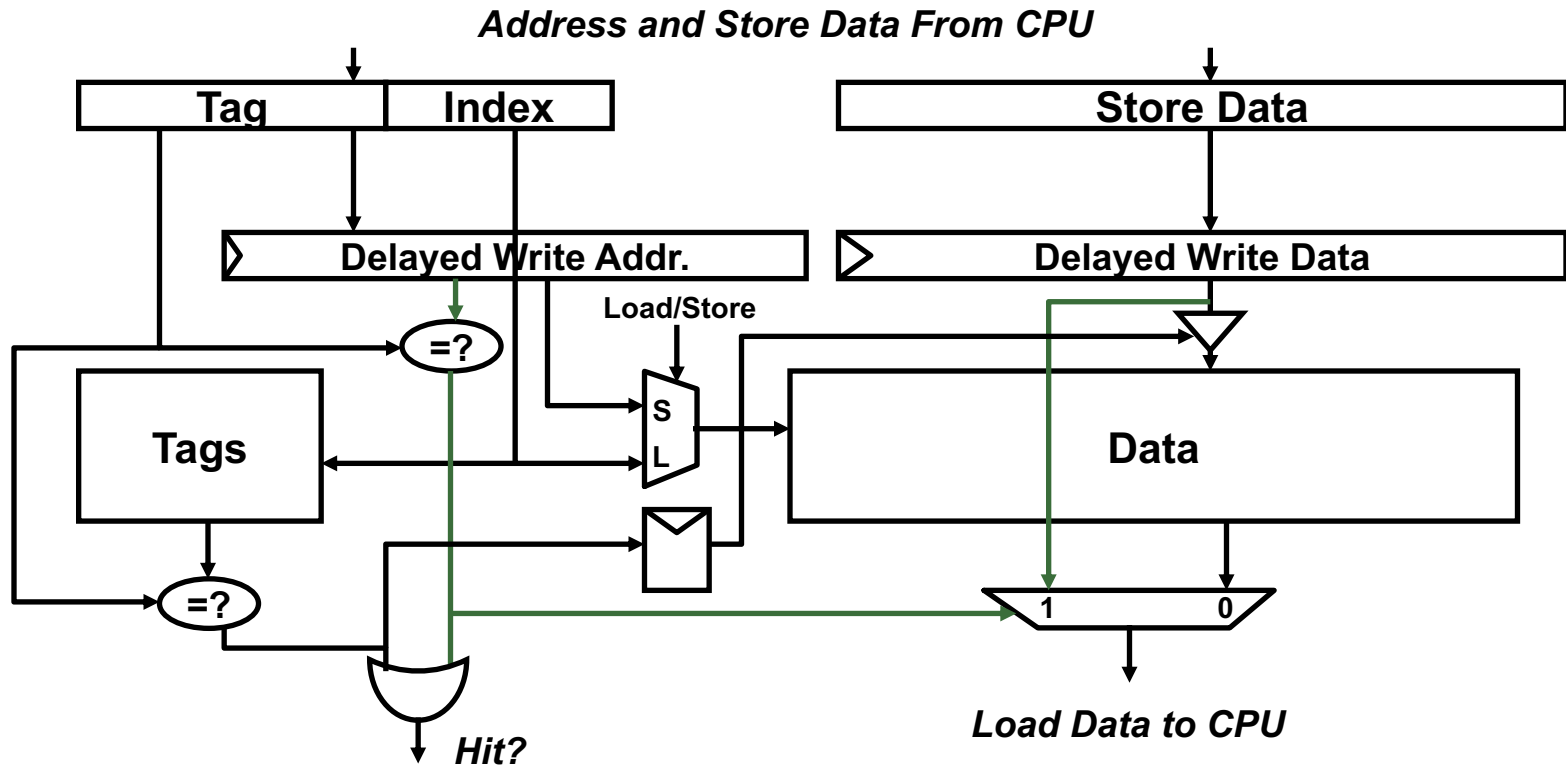 Address and Store Data From CPU
Tag Index Store Data
Delayed Write Addr. Delayed Write Data
Load/Store
=?
S
Tags Data
L
=?
1 0
Load Data to CPU
Hit?